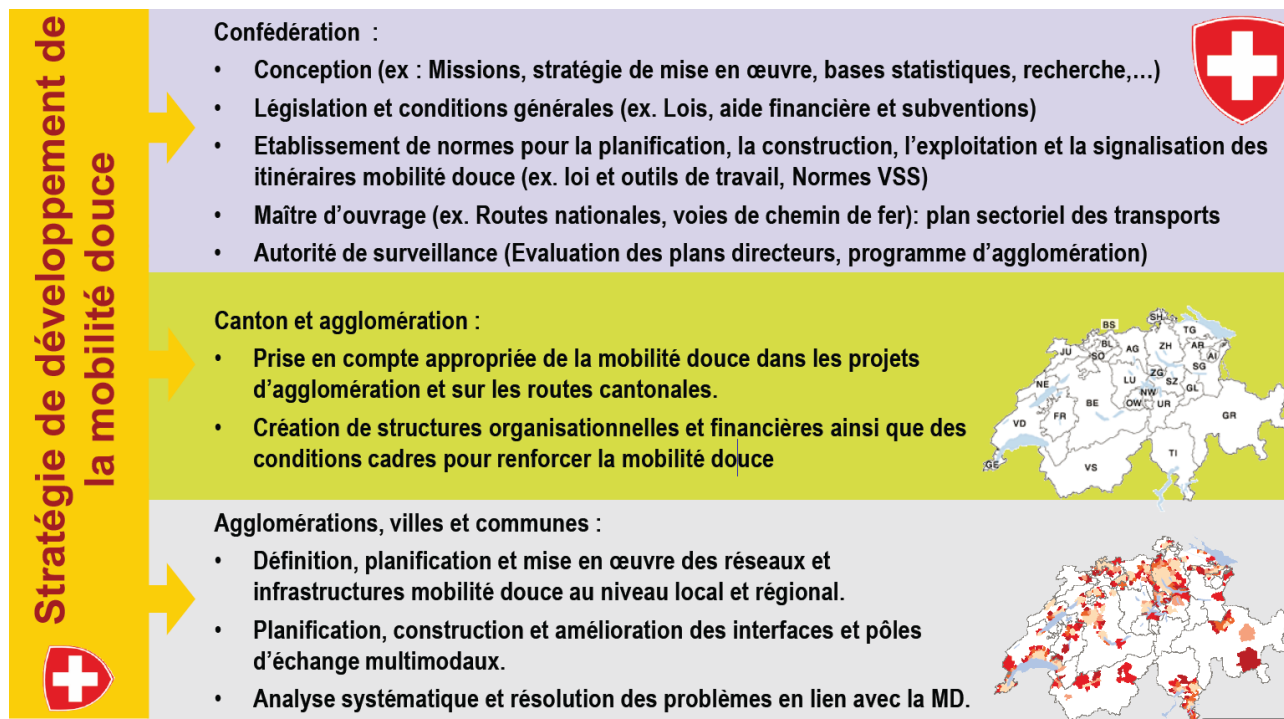 Stratégie de développement de
la mobilité douce
Confédération :
• Conception (ex : Missions, stratégie de mise en œuvre, bases statistiques, recherche,…)
• Législation et conditions générales (ex. Lois, aide financière et subventions)
• Etablissement de normes pour la planification, la construction, l’exploitation et la signalisation des
itinéraires mobilité douce (ex. loi et outils de travail, Normes VSS)
• Maître d’ouvrage (ex. Routes nationales, voies de chemin de fer): plan sectoriel des transports
• Autorité de surveillance (Evaluation des plans directeurs, programme d’agglomération)
Canton et agglomération :
• Prise en compte appropriée de la mobilité douce dans les projets
d’agglomération et sur les routes cantonales.
• Création de structures organisationnelles et financières ainsi que des
conditions cadres pour renforcer la mobilité douce
SH
BS
TG
BL
JU
AG
ZH
AR
SO
AI
SG
ZG
NE
LU
SZ
GL
NW
BE
OW
UR
FR
GR
VD
TI
GE
VS
Agglomérations, villes et communes :
• Définition, planification et mise en œuvre des réseaux et
infrastructures mobilité douce au niveau local et régional.
• Planification, construction et amélioration des interfaces et pôles
d’échange multimodaux.
• Analyse systématique et résolution des problèmes en lien avec la MD.